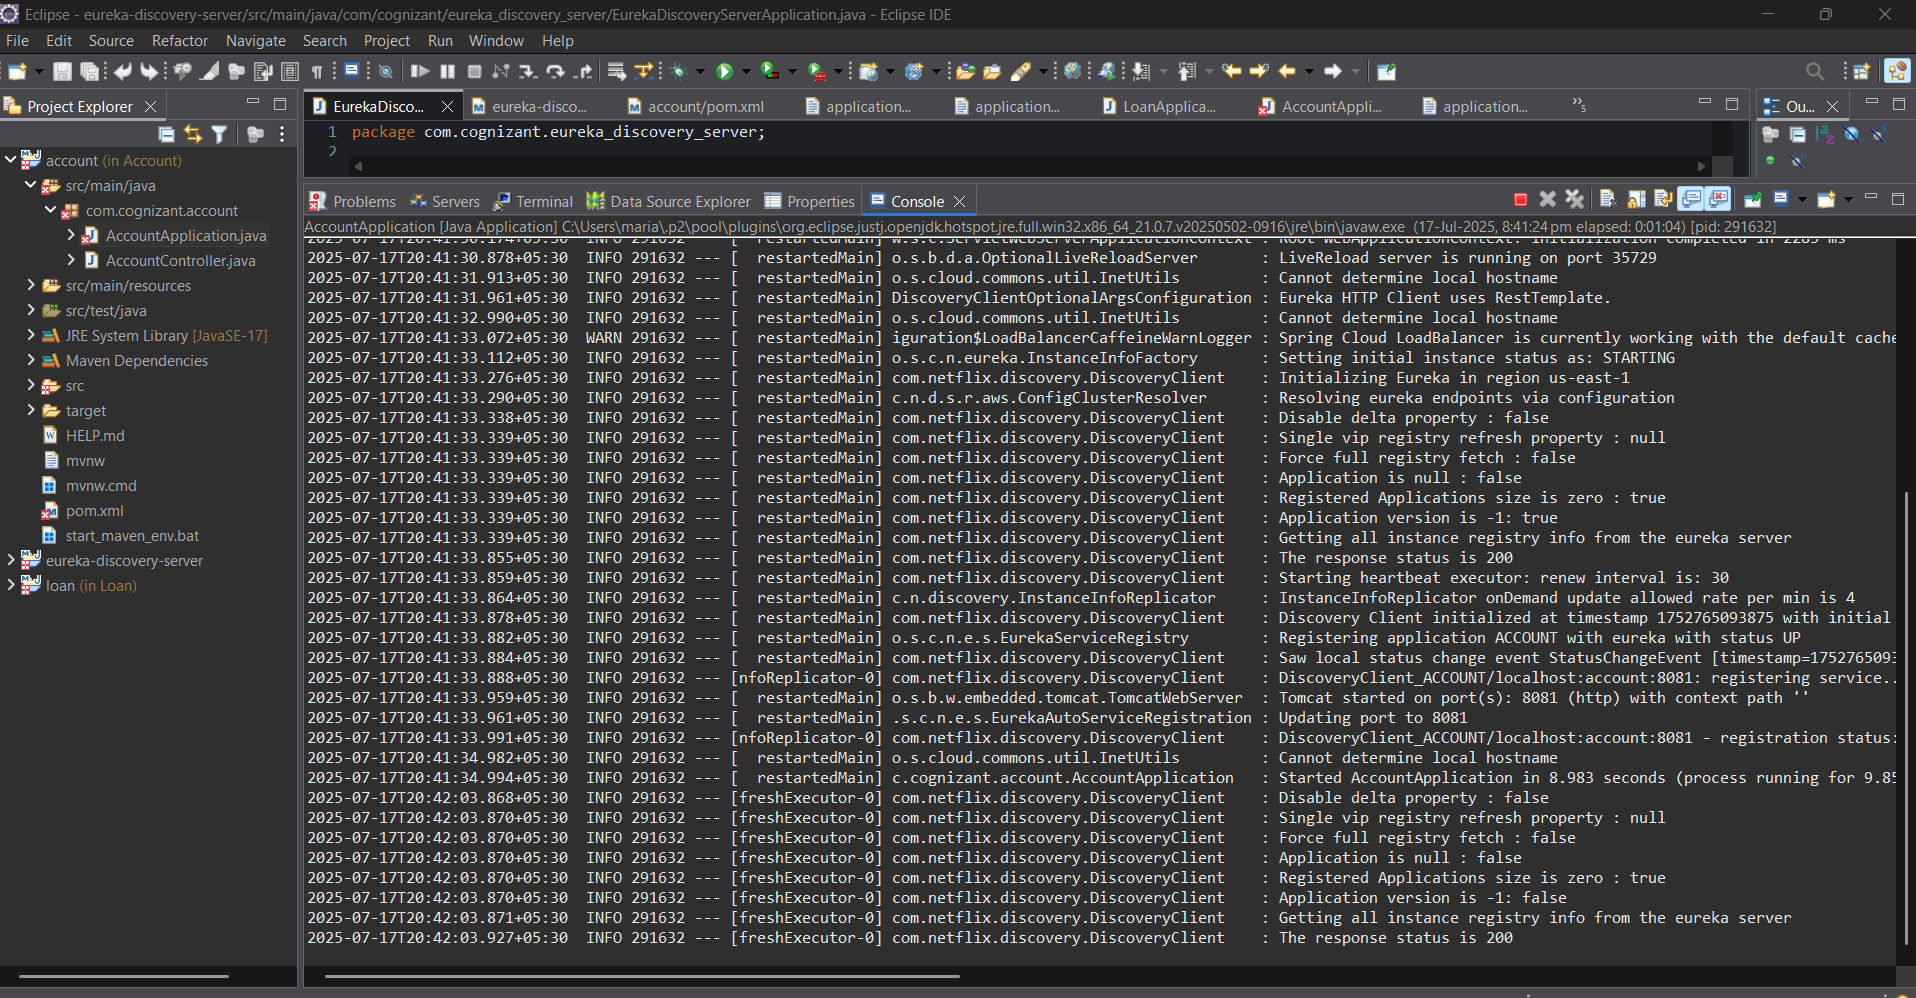 Eclipse - eureka-discovery-server/src/main/java/com/cognizant/eureka_discovery_server/EurekaDiscoveryServerApplication.java - Eclipse IDE
File Edit Source Refactor Navigate Search Project Run Window Help
Project Explorer
account (in Account)
src/main/java
com.cognizant.account
AccountApplication.java
AccountController.java
src/main/resources
src/test/java
JRE System Library [JavaSE-17]
Maven Dependencies
src
target
HELP.md
mvnw
mvnw.cmd
pom.xml
start_maven_env.bat
eureka-discovery-server
loan (in Loan)
EurekaDisco... eureka-disco... account/pom.xml application... application... LoanApplica... AccountAppli... application... »5
Ou...
1 package com.cognizant.eureka_discovery_server;
2
Problems Servers Terminal Data Source Explorer Properties Console
AccountApplication [Java Application] C:\Users\maria\.p2\pool\plugins\org.eclipse.justj.openjdk.hotspot.jre.full.win32.x86_64_21.0.7.v20250502-0916\jre\bin\javaw.exe (17-Jul-2025, 8:41:24 pm elapsed: 0:01:04) [pid: 291632]
2025-07-17T20:41:30.174+05:30  INFO 291632 --- [  restartedMain] w.s.c.ServletWebServerApplicationContext : Root WebApplicationContext: initialization completed in 2285 ms
2025-07-17T20:41:30.878+05:30  INFO 291632 --- [  restartedMain] o.s.b.d.a.OptionalLiveReloadServer       : LiveReload server is running on port 35729
2025-07-17T20:41:31.913+05:30  INFO 291632 --- [  restartedMain] o.s.cloud.commons.util.InetUtils         : Cannot determine local hostname
2025-07-17T20:41:31.961+05:30  INFO 291632 --- [  restartedMain] DiscoveryClientOptionalArgsConfiguration : Eureka HTTP Client uses RestTemplate.
2025-07-17T20:41:32.990+05:30  INFO 291632 --- [  restartedMain] o.s.cloud.commons.util.InetUtils         : Cannot determine local hostname
2025-07-17T20:41:33.072+05:30  WARN 291632 --- [  restartedMain] iguration$LoadBalancerCaffeineWarnLogger : Spring Cloud LoadBalancer is currently working with the default cache
2025-07-17T20:41:33.112+05:30  INFO 291632 --- [  restartedMain] o.s.c.n.eureka.InstanceInfoFactory       : Setting initial instance status as: STARTING
2025-07-17T20:41:33.276+05:30  INFO 291632 --- [  restartedMain] com.netflix.discovery.DiscoveryClient    : Initializing Eureka in region us-east-1
2025-07-17T20:41:33.290+05:30  INFO 291632 --- [  restartedMain] c.n.d.s.r.aws.ConfigClusterResolver      : Resolving eureka endpoints via configuration
2025-07-17T20:41:33.338+05:30  INFO 291632 --- [  restartedMain] com.netflix.discovery.DiscoveryClient    : Disable delta property : false
2025-07-17T20:41:33.339+05:30  INFO 291632 --- [  restartedMain] com.netflix.discovery.DiscoveryClient    : Single vip registry refresh property : null
2025-07-17T20:41:33.339+05:30  INFO 291632 --- [  restartedMain] com.netflix.discovery.DiscoveryClient    : Force full registry fetch : false
2025-07-17T20:41:33.339+05:30  INFO 291632 --- [  restartedMain] com.netflix.discovery.DiscoveryClient    : Application is null : false
2025-07-17T20:41:33.339+05:30  INFO 291632 --- [  restartedMain] com.netflix.discovery.DiscoveryClient    : Registered Applications size is zero : true
2025-07-17T20:41:33.339+05:30  INFO 291632 --- [  restartedMain] com.netflix.discovery.DiscoveryClient    : Application version is -1: true
2025-07-17T20:41:33.339+05:30  INFO 291632 --- [  restartedMain] com.netflix.discovery.DiscoveryClient    : Getting all instance registry info from the eureka server
2025-07-17T20:41:33.855+05:30  INFO 291632 --- [  restartedMain] com.netflix.discovery.DiscoveryClient    : The response status is 200
2025-07-17T20:41:33.859+05:30  INFO 291632 --- [  restartedMain] com.netflix.discovery.DiscoveryClient    : Starting heartbeat executor: renew interval is: 30
2025-07-17T20:41:33.864+05:30  INFO 291632 --- [  restartedMain] c.n.discovery.InstanceInfoReplicator     : InstanceInfoReplicator onDemand update allowed rate per min is 4
2025-07-17T20:41:33.878+05:30  INFO 291632 --- [  restartedMain] com.netflix.discovery.DiscoveryClient    : Discovery Client initialized at timestamp 1752765093875 with initial
2025-07-17T20:41:33.882+05:30  INFO 291632 --- [  restartedMain] o.s.c.n.e.s.EurekaServiceRegistry        : Registering application ACCOUNT with eureka with status UP
2025-07-17T20:41:33.884+05:30  INFO 291632 --- [  restartedMain] com.netflix.discovery.DiscoveryClient    : Saw local status change event StatusChangeEvent [timestamp=1752765093
2025-07-17T20:41:33.888+05:30  INFO 291632 --- [nfoReplicator-0] com.netflix.discovery.DiscoveryClient    : DiscoveryClient_ACCOUNT/localhost:account:8081: registering service..
2025-07-17T20:41:33.959+05:30  INFO 291632 --- [  restartedMain] o.s.b.w.embedded.tomcat.TomcatWebServer  : Tomcat started on port(s): 8081 (http) with context path ''
2025-07-17T20:41:33.961+05:30  INFO 291632 --- [  restartedMain] .s.c.n.e.s.EurekaAutoServiceRegistration : Updating port to 8081
2025-07-17T20:41:33.991+05:30  INFO 291632 --- [nfoReplicator-0] com.netflix.discovery.DiscoveryClient    : DiscoveryClient_ACCOUNT/localhost:account:8081 - registration status:
2025-07-17T20:41:34.982+05:30  INFO 291632 --- [  restartedMain] o.s.cloud.commons.util.InetUtils         : Cannot determine local hostname
2025-07-17T20:41:34.994+05:30  INFO 291632 --- [  restartedMain] c.cognizant.account.AccountApplication   : Started AccountApplication in 8.983 seconds (process running for 9.85
2025-07-17T20:42:03.868+05:30  INFO 291632 --- [freshExecutor-0] com.netflix.discovery.DiscoveryClient    : Disable delta property : false
2025-07-17T20:42:03.870+05:30  INFO 291632 --- [freshExecutor-0] com.netflix.discovery.DiscoveryClient    : Single vip registry refresh property : null
2025-07-17T20:42:03.870+05:30  INFO 291632 --- [freshExecutor-0] com.netflix.discovery.DiscoveryClient    : Force full registry fetch : false
2025-07-17T20:42:03.870+05:30  INFO 291632 --- [freshExecutor-0] com.netflix.discovery.DiscoveryClient    : Application is null : false
2025-07-17T20:42:03.870+05:30  INFO 291632 --- [freshExecutor-0] com.netflix.discovery.DiscoveryClient    : Registered Applications size is zero : true
2025-07-17T20:42:03.870+05:30  INFO 291632 --- [freshExecutor-0] com.netflix.discovery.DiscoveryClient    : Application version is -1: false
2025-07-17T20:42:03.871+05:30  INFO 291632 --- [freshExecutor-0] com.netflix.discovery.DiscoveryClient    : Getting all instance registry info from the eureka server
2025-07-17T20:42:03.927+05:30  INFO 291632 --- [freshExecutor-0] com.netflix.discovery.DiscoveryClient    : The response status is 200